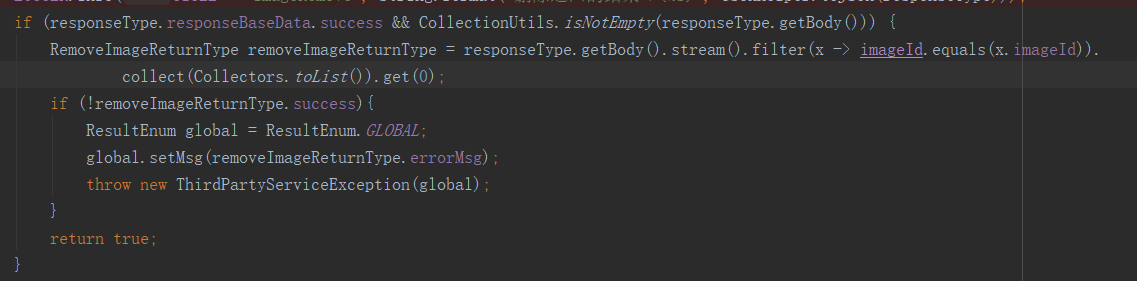 if (responseType.responseBaseData.success && CollectionUtils.isNotEmpty(responseType.getBody())) {
RemoveImageReturnType removeImageReturnType = responseType.getBody().stream().filter(x -> imageId.equals(x.imageId)).
collect(Collectors.toList()).get(0);
if (!removeImageReturnType.success){
ResultEnum global = ResultEnum.GLOBAL;
global.setMsg(removeImageReturnType.errorMsg);
throw new ThirdPartyServiceException(global);
}
return true;
}